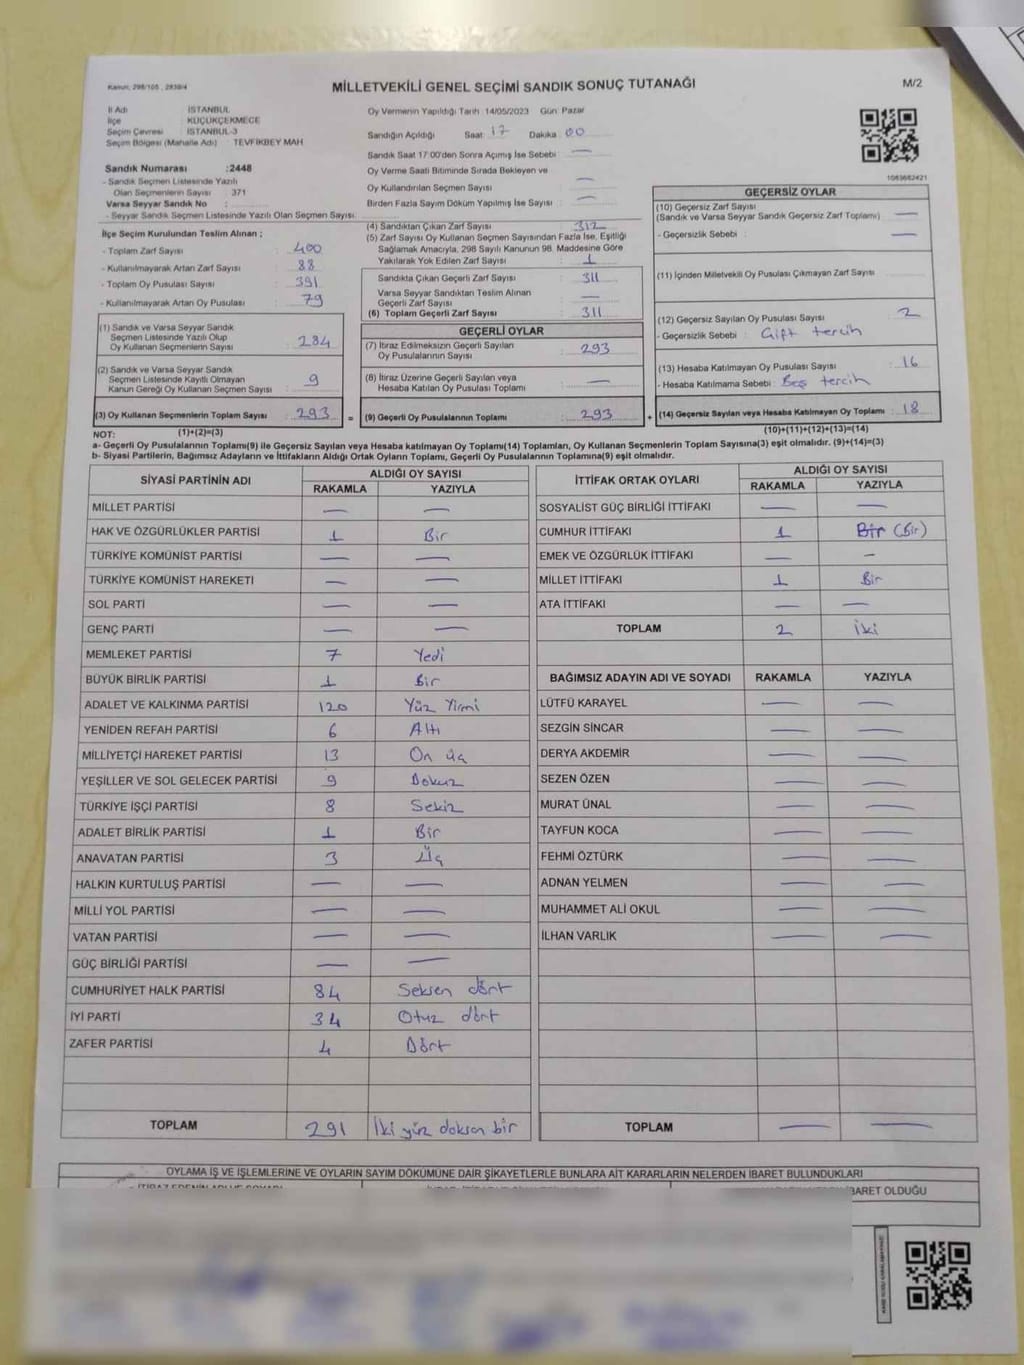 Kanun: 298/105, 2839/4
MİLLETVEKİLİ GENEL SEÇİMİ SANDIK SONUÇ TUTANAĞI
M/2
İl Adı İSTANBUL
İlçe KÜÇÜKÇEKMECE
Seçim Çevresi İSTANBUL-3
Seçim Bölgesi (Mahalle Adı) TEVFİKBEY MAH
Oy Vermenin Yapıldığı Tarih 14/05/2023 Gün: Pazar
Sandığın Açıldığı Saat 17 Dakika 00
Sandık Saat 17:00'den Sonra Açımış İse Sebebi —
Oy Verme Saati Bitiminde Sırada Bekleyen ve
Oy Kullandırılan Seçmen Sayısı —
Birden Fazla Sayım Döküm Yapılmış İse Sayısı —
Sandık Numarası :2448
- Sandık Seçmen Listesinde Yazılı
Olan Seçmenlerin Sayısı 371
Varsa Seyyar Sandık No :
- Seyyar Sandık Seçmen Listesinde Yazılı Olan Seçmen Sayısı:
İlçe Seçim Kurulundan Teslim Alınan ;
- Toplam Zarf Sayısı : 400
- Kullanılmayarak Artan Zarf Sayısı : 88
- Toplam Oy Pusulası Sayısı : 391
- Kullanılmayarak Artan Oy Pusulası : 79
(1) Sandık ve Varsa Seyyar Sandık
Seçmen Listesinde Yazılı Olup
Oy Kullanan Seçmenlerin Sayısı : 284
(2) Sandık ve Varsa Seyyar Sandık
Seçmen Listesinde Kayıtlı Olmayan
Kanun Gereği Oy Kullanan Seçmen Sayısı : 9
(3) Oy Kullanan Seçmenlerin Toplam Sayısı : 293 =
(1)+(2)=(3)
(4) Sandıktan Çıkan Zarf Sayısı : 312
(5) Zarf Sayısı Oy Kullanan Seçmen Sayısından Fazla İse, Eşitliği
Sağlamak Amacıyla, 298 Sayılı Kanunun 98. Maddesine Göre
Yakılarak Yok Edilen Zarf Sayısı : 1
Sandıkta Çıkan Geçerli Zarf Sayısı : 311
Varsa Seyyar Sandıktan Teslim Alınan
Geçerli Zarf Sayısı : —
(6) Toplam Geçerli Zarf Sayısı : 311
GEÇERLİ OYLAR
(7) İtiraz Edilmeksizin Geçerli Sayılan
Oy Pusulalarının Sayısı : 293
(8) İtiraz Üzerine Geçerli Sayılan veya
Hesaba Katılan Oy Pusulası Toplamı : —
(9) Geçerli Oy Pusulalarının Toplamı : 293 +
1083682421
GEÇERSİZ OYLAR
(10) Geçersiz Zarf Sayısı
(Sandık ve Varsa Seyyar Sandık Geçersiz Zarf Toplamı) : —
- Geçersizlik Sebebi : —
(11) İçinden Milletvekili Oy Pusulası Çıkmayan Zarf Sayısı
(12) Geçersiz Sayılan Oy Pusulası Sayısı : 2
- Geçersizlik Sebebi : Çift tercih
(13) Hesaba Katılmayan Oy Pusulası Sayısı : 16
- Hesaba Katılmama Sebebi : Beş tercih
(14) Geçersiz Sayılan veya Hesaba Katılmayan Oy Toplamı : 18
(10)+(11)+(12)+(13)=(14)
NOT:
a- Geçerli Oy Pusulalarının Toplamı(9) ile Geçersiz Sayılan veya Hesaba katılmayan Oy Toplamı(14) Toplamları, Oy Kullanan Seçmenlerin Toplam Sayısına(3) eşit olmalıdır. (9)+(14)=(3)
b- Siyasi Partilerin, Bağımsız Adayların ve İttifakların Aldığı Ortak Oyların Toplamı, Geçerli Oy Pusulalarının Toplamına(9) eşit olmalıdır.
SİYASİ PARTİNİN ADI ALDIĞI OY SAYISI
RAKAMLA YAZIYLA
MİLLET PARTİSİ — —
HAK VE ÖZGÜRLÜKLER PARTİSİ 1 Bir
TÜRKİYE KOMÜNİST PARTİSİ — —
TÜRKİYE KOMÜNİST HAREKETİ — —
SOL PARTİ — —
GENÇ PARTİ — —
MEMLEKET PARTİSİ 7 Yedi
BÜYÜK BİRLİK PARTİSİ 1 Bir
ADALET VE KALKINMA PARTİSİ 120 Yüz Yirmi
YENİDEN REFAH PARTİSİ 6 Altı
MİLLİYETÇİ HAREKET PARTİSİ 13 On üç
YEŞİLLER VE SOL GELECEK PARTİSİ 9 Dokuz
TÜRKİYE İŞÇİ PARTİSİ 8 Sekiz
ADALET BİRLİK PARTİSİ 1 Bir
ANAVATAN PARTİSİ 3 Üç
HALKIN KURTULUŞ PARTİSİ — —
MİLLİ YOL PARTİSİ — —
VATAN PARTİSİ — —
GÜÇ BİRLİĞİ PARTİSİ — —
CUMHURİYET HALK PARTİSİ 84 Seksen dört
İYİ PARTİ 34 Otuz dört
ZAFER PARTİSİ 4 Dört
TOPLAM 291 İki yüz doksan bir
İTTİFAK ORTAK OYLARI ALDIĞI OY SAYISI
RAKAMLA YAZIYLA
SOSYALİST GÜÇ BİRLİĞİ İTTİFAKI — —
CUMHUR İTTİFAKI 1 Bir (Bir)
EMEK VE ÖZGÜRLÜK İTTİFAKI — —
MİLLET İTTİFAKI 1 Bir
ATA İTTİFAKI — —
TOPLAM 2 İki
BAĞIMSIZ ADAYIN ADI VE SOYADI RAKAMLA YAZIYLA
LÜTFÜ KARAYEL — —
SEZGİN SİNCAR — —
DERYA AKDEMİR — —
SEZEN ÖZEN — —
MURAT ÜNAL — —
TAYFUN KOCA — —
FEHMİ ÖZTÜRK — —
ADNAN YELMEN — —
MUHAMMET ALİ OKUL — —
İLHAN VARLIK — —
TOPLAM — —
OYLAMA İŞ VE İŞLEMLERİNE VE OYLARIN SAYIM DÖKÜMÜNE DAİR ŞİKAYETLERLE BUNLARA AİT KARARLARIN NELERDEN İBARET BULUNDUKLARI
İBARET OLDUĞU